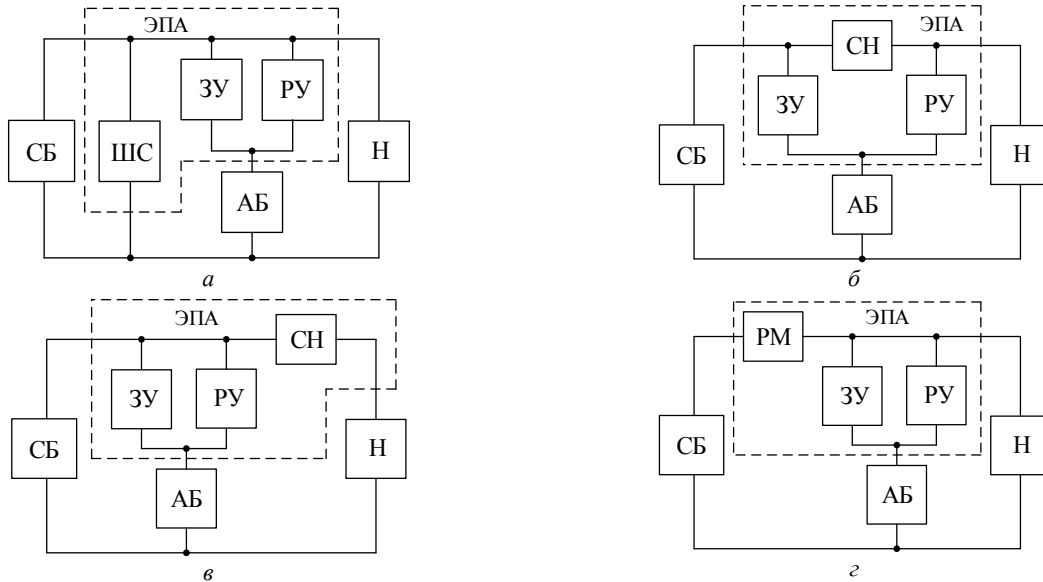 ЭПА
ЗУ
РУ
СБ
ШС
Н
АБ
а
ЭПА
СН
ЗУ
РУ
СБ
Н
АБ
б
ЭПА
СН
ЗУ
РУ
СБ
Н
АБ
в
ЭПА
РМ
ЗУ
РУ
СБ
Н
АБ
г